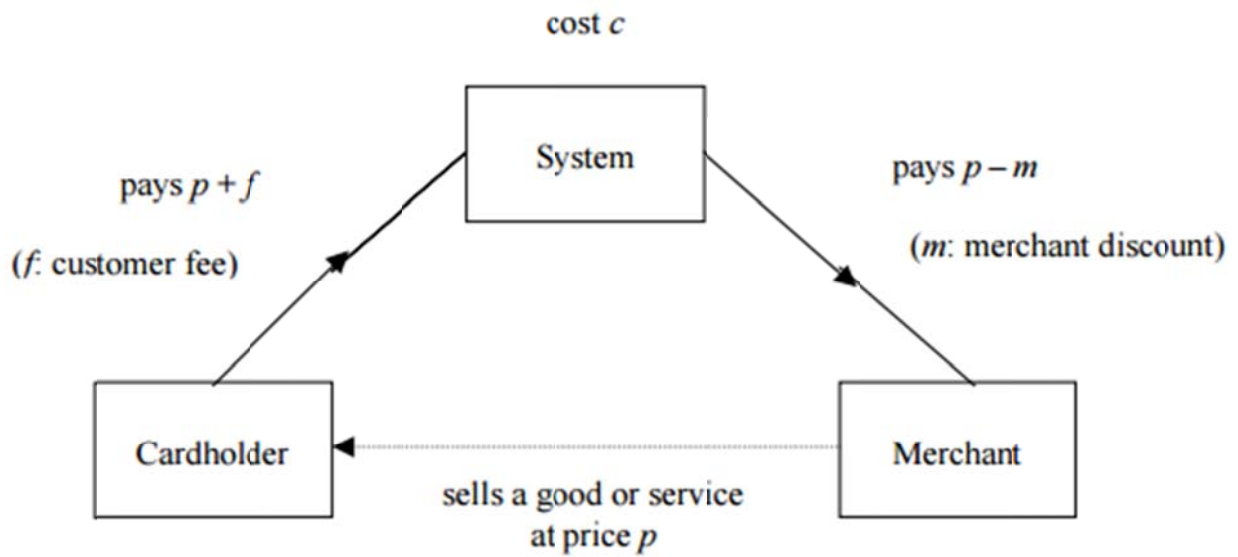 cost c
System
pays p + f
(f: customer fee)
pays p – m
(m: merchant discount)
Cardholder
Merchant
sells a good or service
at price p